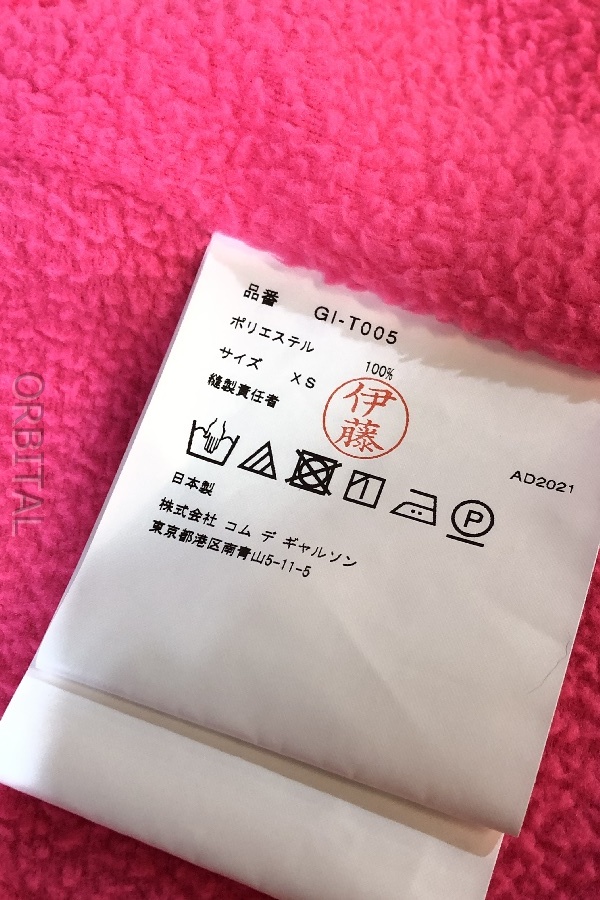 品番 GI-T005
ポリエステル 100%
サイズ XS
縫製責任者 伊藤
P
AD2021
日本製
株式会社 コム デ ギャルソン
東京都港区南青山5-11-5
ORBITAL